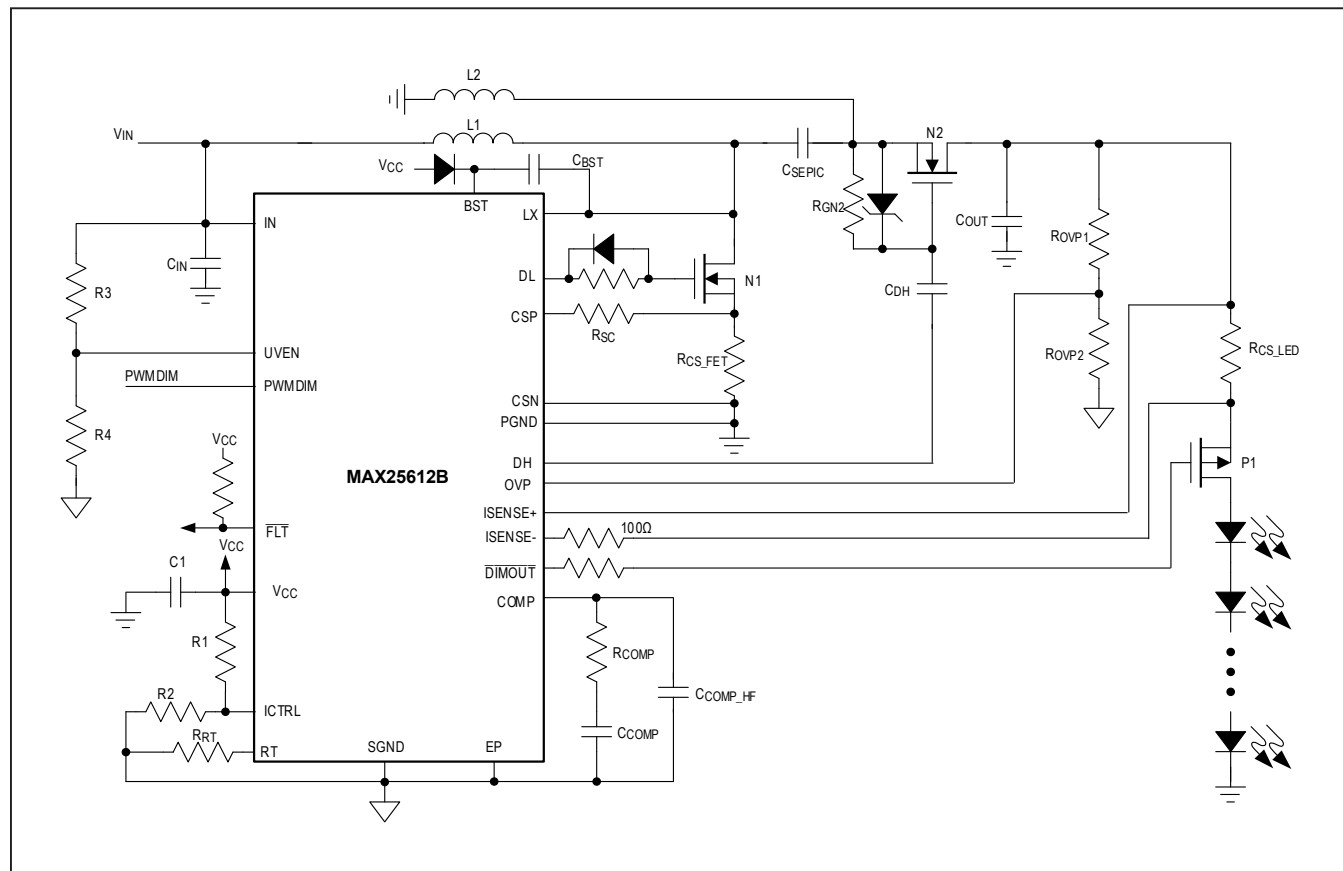 L2
L1
VIN
VCC
CBST
BST
CSEPIC
N2
RGN2
COUT
ROVP1
IN
LX
CIN
DL
N1
CDH
R3
CSP
RSC
ROVP2
RCS_LED
UVEN
RCS_FET
PWMDIM
PWMDIM
CSN
PGND
R4
VCC
MAX25612B
DH
P1
OVP
ISENSE+
FLT
ISENSE-
100Ω
VCC
C1
DIMOUT
VCC
COMP
R1
RCOMP
R2
CCOMP_HF
ICTRL
CCOMP
RRT
RT
SGND
EP